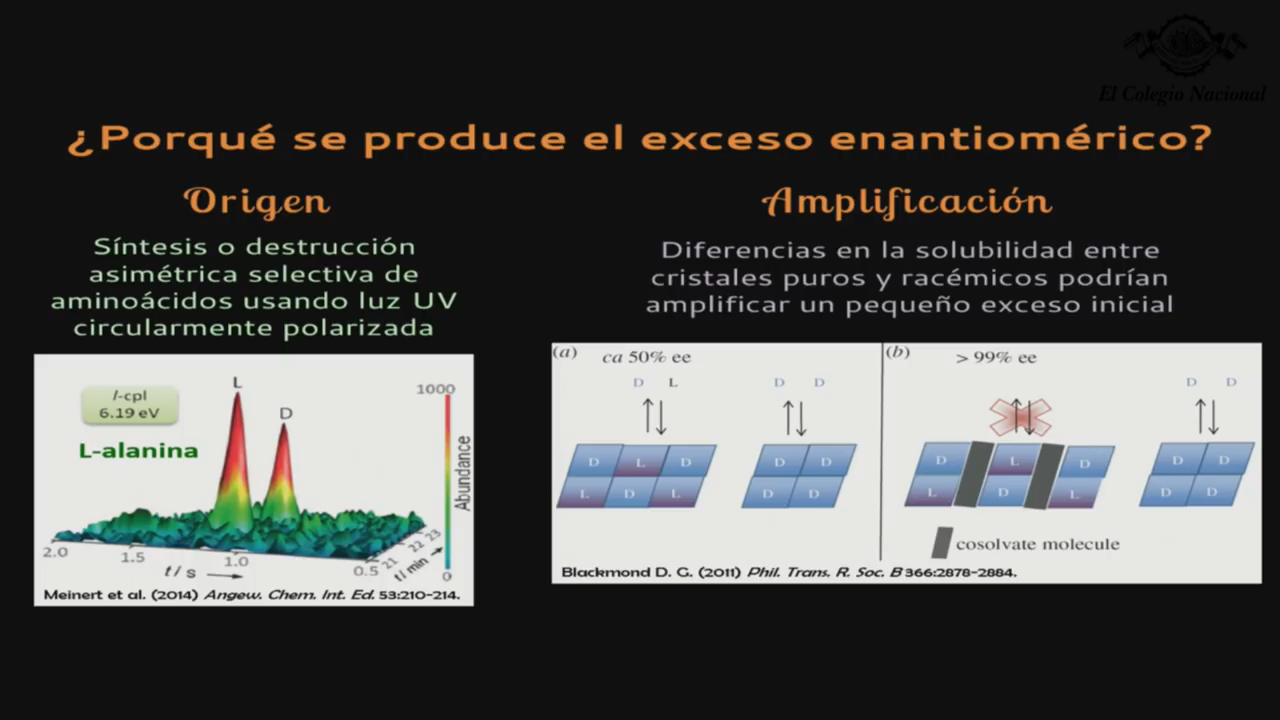 El Colegio Nacional
¿Porqué se produce el exceso enantiomérico?
Origen
Síntesis o destrucción
asimétrica selectiva de
aminoácidos usando luz UV
circularmente polarizada
l-cpl
6.19 eV
L-alanina
L
D
1000
Abundance
0
2.0
1.5
1.0
0.5
t / s
21 22 23
t / min
Meinert et al. (2014) Angew. Chem. Int. Ed. 53:210-214.
Amplificación
Diferencias en la solubilidad entre
cristales puros y racémicos podrían
amplificar un pequeño exceso inicial
(a) ca 50% ee
D L
D D
D L D
L D L
D D
D D
(b) > 99% ee
D D
D L D
L D L
D D
D D
cosolvate molecule
Blackmond D. G. (2011) Phil. Trans. R. Soc. B 366:2878-2884.